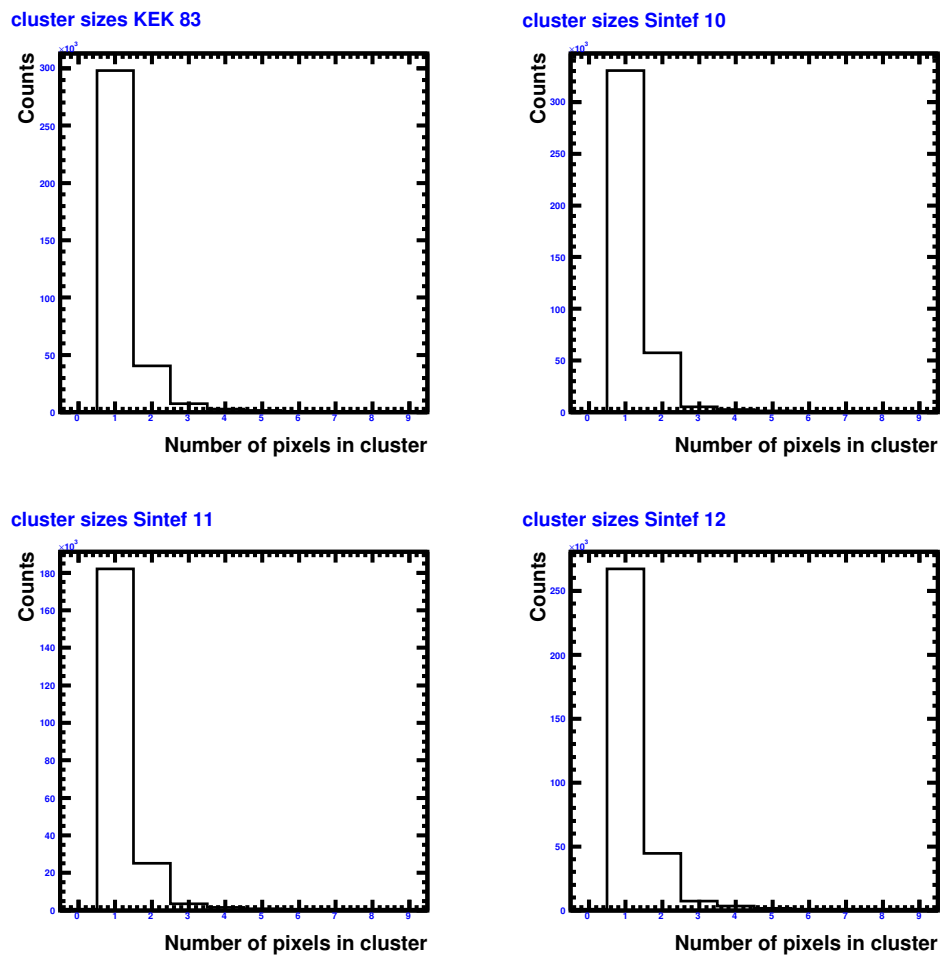 cluster sizes KEK 83
×10³
Counts
300
250
200
150
100
50
0
0 1 2 3 4 5 6 7 8 9
Number of pixels in cluster
cluster sizes Sintef 10
×10³
Counts
300
250
200
150
100
50
0
0 1 2 3 4 5 6 7 8 9
Number of pixels in cluster
cluster sizes Sintef 11
×10³
Counts
180
160
140
120
100
80
60
40
20
0
0 1 2 3 4 5 6 7 8 9
Number of pixels in cluster
cluster sizes Sintef 12
×10³
Counts
250
200
150
100
50
0
0 1 2 3 4 5 6 7 8 9
Number of pixels in cluster